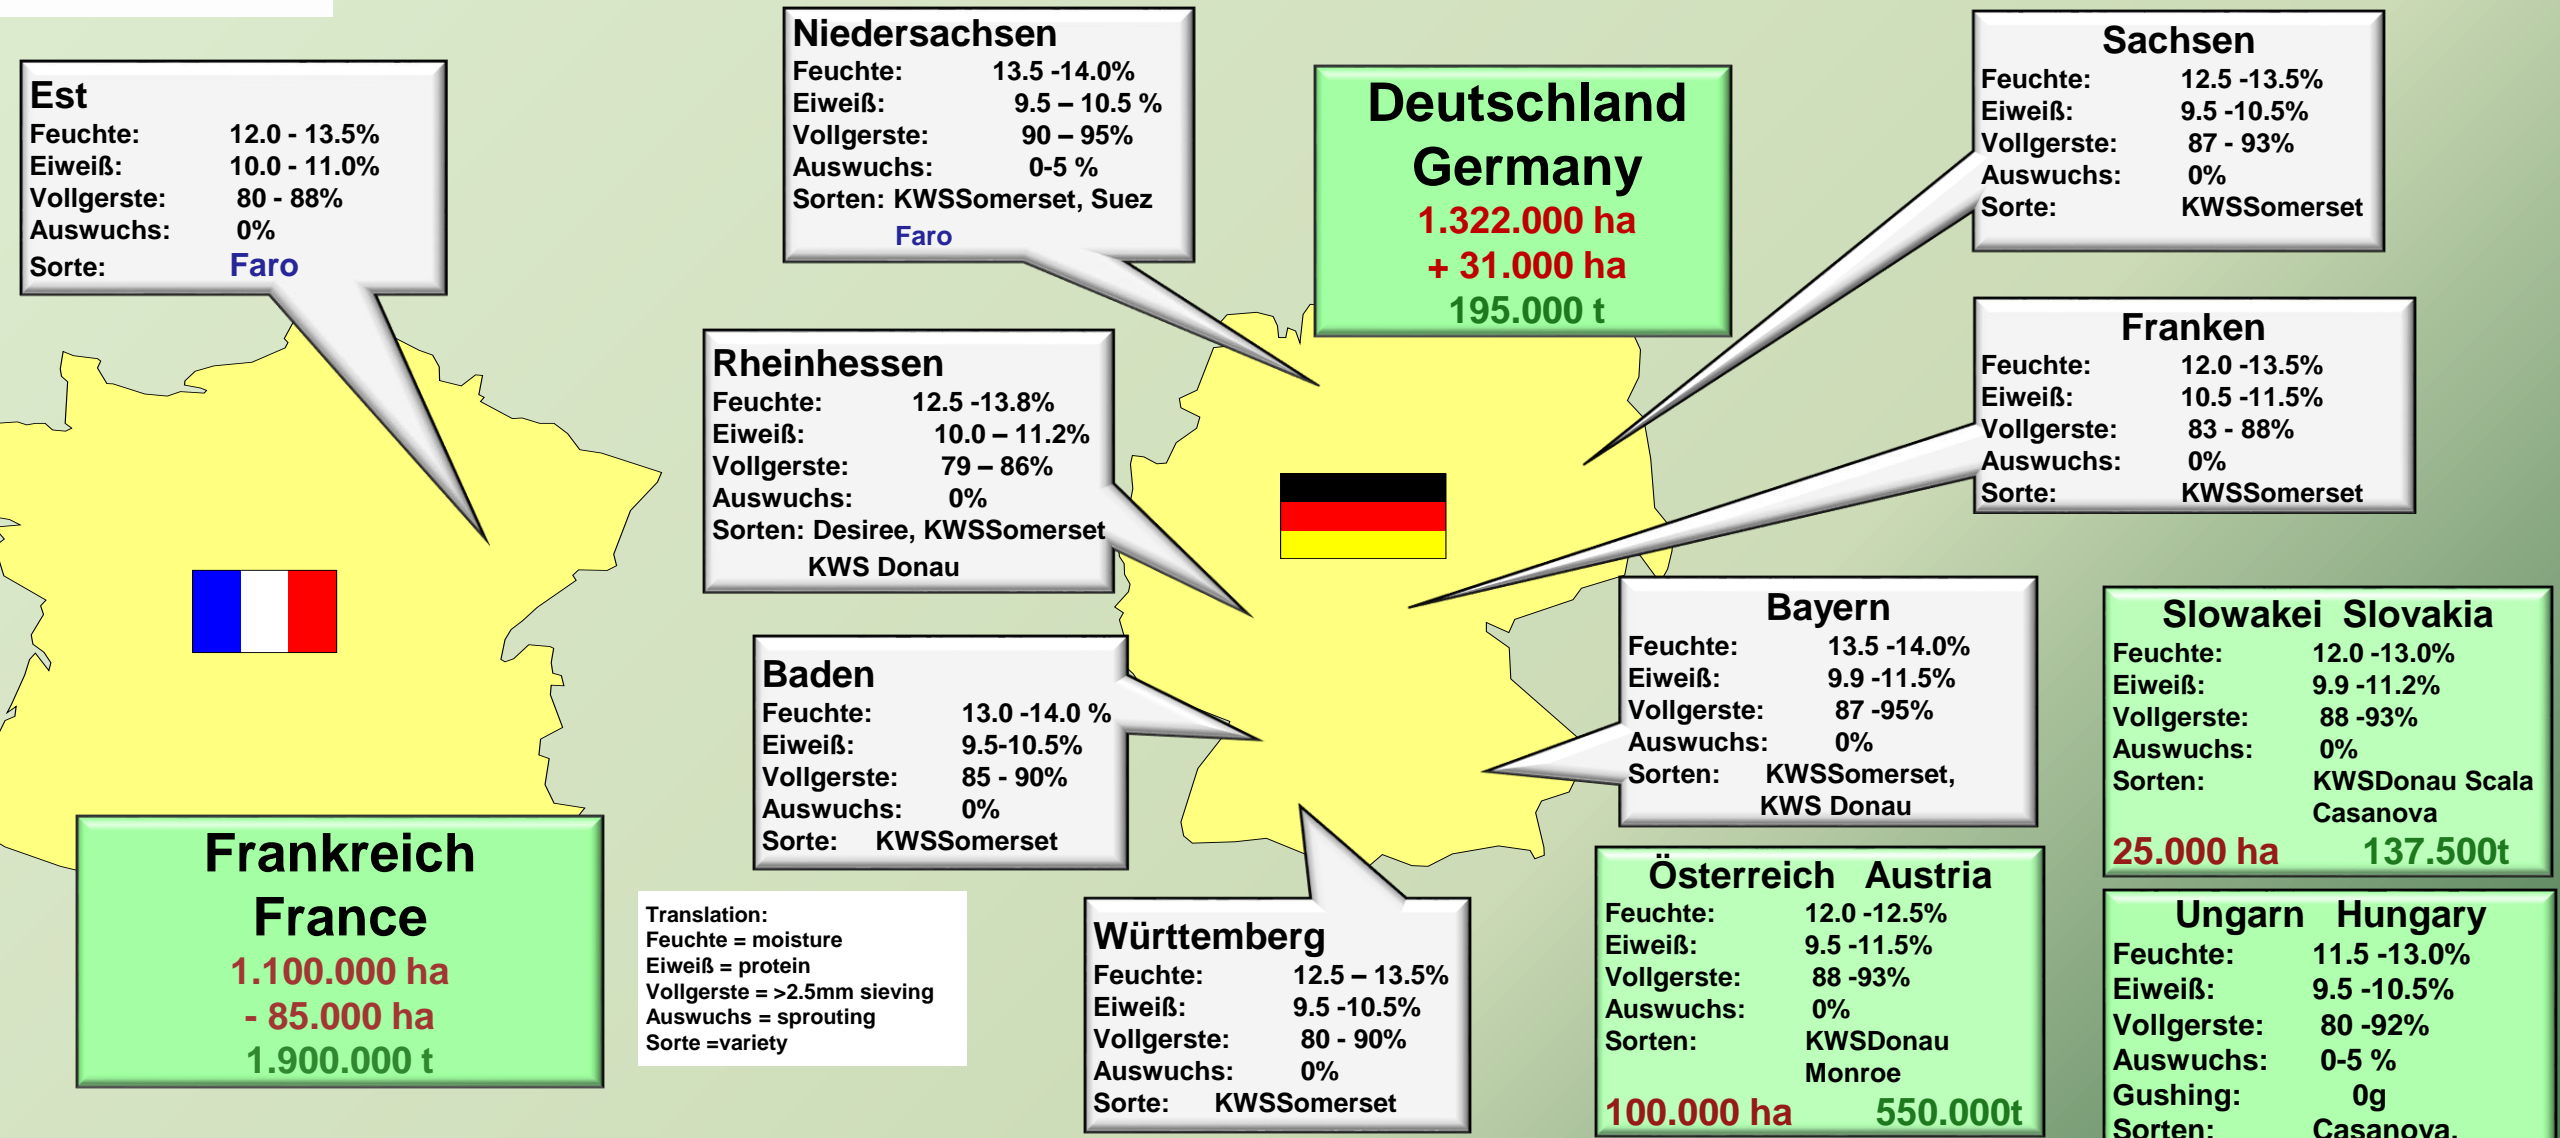 Est
Feuchte: 12.0 - 13.5%
Eiweiß: 10.0 - 11.0%
Vollgerste: 80 - 88%
Auswuchs: 0%
Sorte: Faro
Niedersachsen
Feuchte: 13.5 -14.0%
Eiweiß: 9.5 – 10.5 %
Vollgerste: 90 – 95%
Auswuchs: 0-5 %
Sorten: KWSSomerset, Suez
Faro
Deutschland
Germany
1.322.000 ha
+ 31.000 ha
195.000 t
Sachsen
Feuchte: 12.5 -13.5%
Eiweiß: 9.5 -10.5%
Vollgerste: 87 - 93%
Auswuchs: 0%
Sorte: KWSSomerset
Franken
Feuchte: 12.0 -13.5%
Eiweiß: 10.5 -11.5%
Vollgerste: 83 - 88%
Auswuchs: 0%
Sorte: KWSSomerset
Rheinhessen
Feuchte: 12.5 -13.8%
Eiweiß: 10.0 – 11.2%
Vollgerste: 79 – 86%
Auswuchs: 0%
Sorten: Desiree, KWSSomerset
KWS Donau
Baden
Feuchte: 13.0 -14.0 %
Eiweiß: 9.5-10.5%
Vollgerste: 85 - 90%
Auswuchs: 0%
Sorte: KWSSomerset
Bayern
Feuchte: 13.5 -14.0%
Eiweiß: 9.9 -11.5%
Vollgerste: 87 -95%
Auswuchs: 0%
Sorten: KWSSomerset,
KWS Donau
Slowakei Slovakia
Feuchte: 12.0 -13.0%
Eiweiß: 9.9 -11.2%
Vollgerste: 88 -93%
Auswuchs: 0%
Sorten: KWSDonau Scala
Casanova
25.000 ha 137.500t
Frankreich
France
1.100.000 ha
- 85.000 ha
1.900.000 t
Translation:
Feuchte = moisture
Eiweiß = protein
Vollgerste = >2.5mm sieving
Auswuchs = sprouting
Sorte =variety
Württemberg
Feuchte: 12.5 – 13.5%
Eiweiß: 9.5 -10.5%
Vollgerste: 80 - 90%
Auswuchs: 0%
Sorte: KWSSomerset
Österreich Austria
Feuchte: 12.0 -12.5%
Eiweiß: 9.5 -11.5%
Vollgerste: 88 -93%
Auswuchs: 0%
Sorten: KWSDonau
Monroe
100.000 ha 550.000t
Ungarn Hungary
Feuchte: 11.5 -13.0%
Eiweiß: 9.5 -10.5%
Vollgerste: 80 -92%
Auswuchs: 0-5 %
Gushing: 0g
Sorten: Casanova,